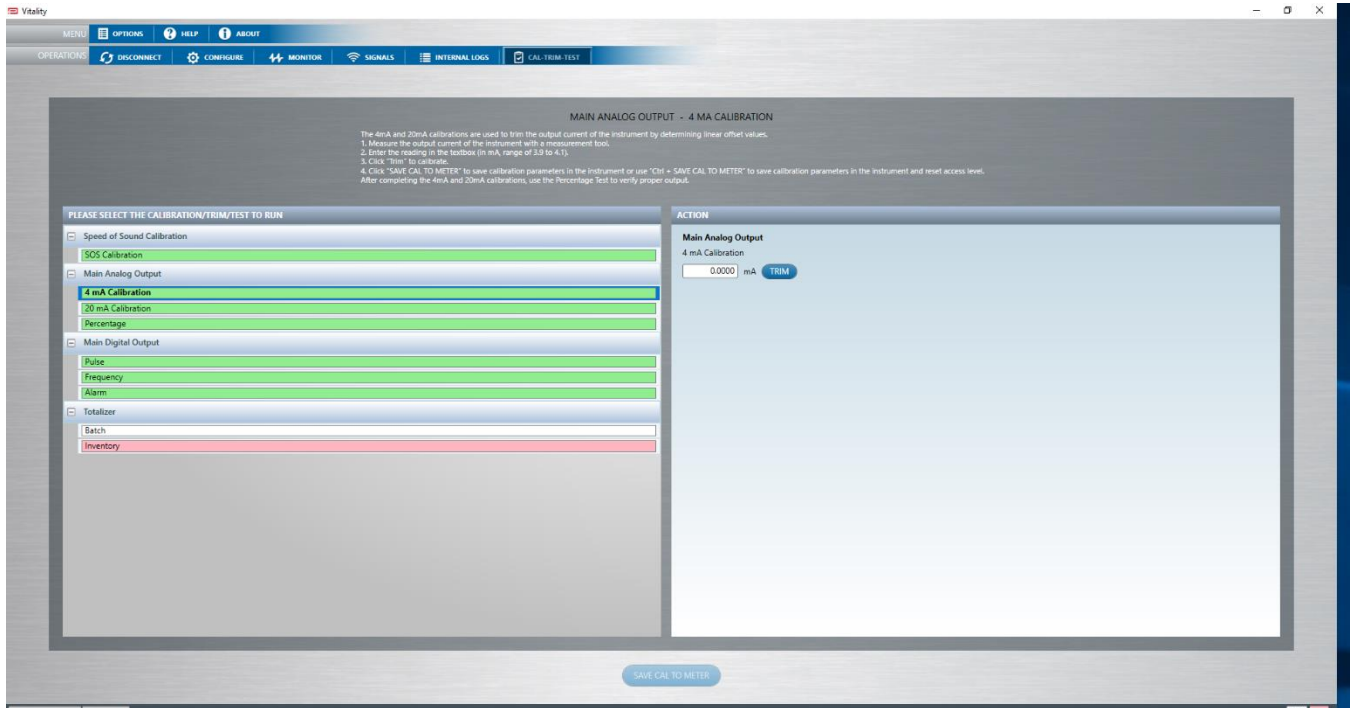 Vitality
MENU OPTIONS HELP ABOUT
OPERATIONS DISCONNECT CONFIGURE MONITOR SIGNALS INTERNAL LOGS CAL-TRIM-TEST
MAIN ANALOG OUTPUT - 4 MA CALIBRATION
The 4mA and 20mA calibrations are used to trim the output current of the instrument by determining linear offset values.
1. Measure the output current of the instrument with a measurement tool.
2. Enter the reading in the textbox (in mA, range of 3.9 to 4.1).
3. Click "Trim" to calibrate.
4. Click "SAVE CAL TO METER" to save calibration parameters in the instrument or use "Ctrl + SAVE CAL TO METER" to save calibration parameters in the instrument and reset access level.
After completing the 4mA and 20mA calibrations, use the Percentage Test to verify proper output.
PLEASE SELECT THE CALIBRATION/TRIM/TEST TO RUN
Speed of Sound Calibration
SOS Calibration
Main Analog Output
4 mA Calibration
20 mA Calibration
Percentage
Main Digital Output
Pulse
Frequency
Alarm
Totalizer
Batch
Inventory
ACTION
Main Analog Output
4 mA Calibration
0.0000 mA TRIM
SAVE CAL TO METER